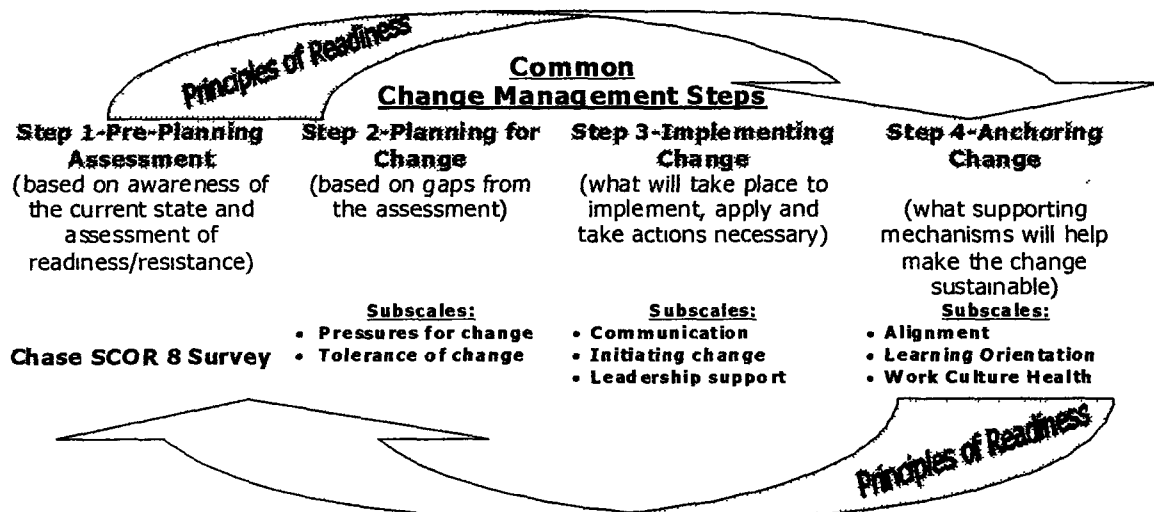 Principles of Readiness
Common
Change Management Steps
Step 1-Pre-Planning
Assessment
(based on awareness of
the current state and
assessment of
readiness/resistance)
Chase SCOR 8 Survey
Step 2-Planning for
Change
(based on gaps from
the assessment)
Subscales:
• Pressures for change
• Tolerance of change
Step 3-Implementing
Change
(what will take place to
implement, apply and
take actions necessary)
Subscales:
• Communication
• Initiating change
• Leadership support
Step 4-Anchoring
Change
(what supporting
mechanisms will help
make the change
sustainable)
Subscales:
• Alignment
• Learning Orientation
• Work Culture Health
Principles of Readiness